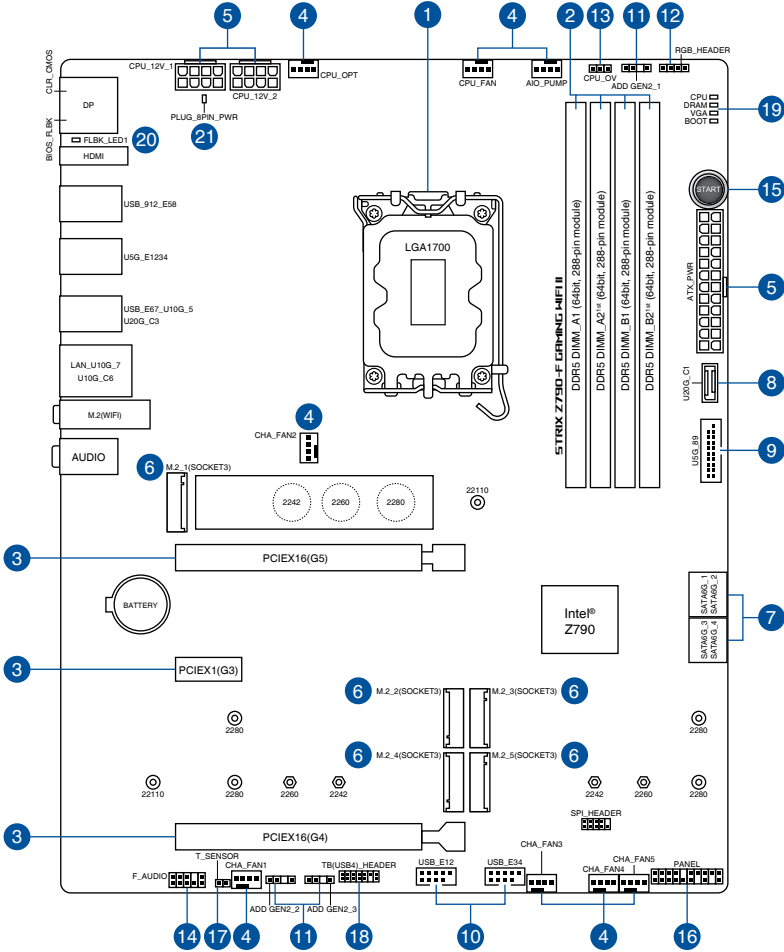 5
4
1
4
2
13
11
12
RGB_HEADER
CLR_CMOS
CPU_12V_1
CPU_12V_2
CPU_OPT
CPU_FAN
AIO_PUMP
CPU_OV
ADD GEN2_1
DP
PLUG_8PIN_PWR
21
CPU
DRAM
VGA
BOOT
19
BIOS_FLBK
FLBK_LED1
20
HDMI
START
15
USB_912_E58
LGA1700
U5G_E1234
USB_E67_U10G_5
U20G_C3
STRIX Z790-F GAMING WIFI II
DDR5 DIMM_A1 (64bit, 288-pin module)
DDR5 DIMM_A2¹ˢᵗ (64bit, 288-pin module)
DDR5 DIMM_B1 (64bit, 288-pin module)
DDR5 DIMM_B2¹ˢᵗ (64bit, 288-pin module)
ATX_PWR
5
LAN_U10G_7
U10G_C6
U20G_C1
8
M.2(WIFI)
4
CHA_FAN2
AUDIO
U5G_89
9
6
M.2_1(SOCKET3)
2242
2260
2280
22110
3
PCIEX16(G5)
BATTERY
Intel®
Z790
SATA6G_1
SATA6G_2
SATA6G_3
SATA6G_4
7
3
PCIEX1(G3)
6
M.2_2(SOCKET3)
M.2_3(SOCKET3)
6
2280
2280
6
M.2_4(SOCKET3)
M.2_5(SOCKET3)
6
22110
2280
2260
2242
2242
2260
2280
SPI_HEADER
3
PCIEX16(G4)
F_AUDIO
T_SENSOR
CHA_FAN1
ADD GEN2_2
ADD GEN2_3
TB(USB4)_HEADER
USB_E12
USB_E34
CHA_FAN3
CHA_FAN4
CHA_FAN5
PANEL
14
17
4
11
18
10
4
16